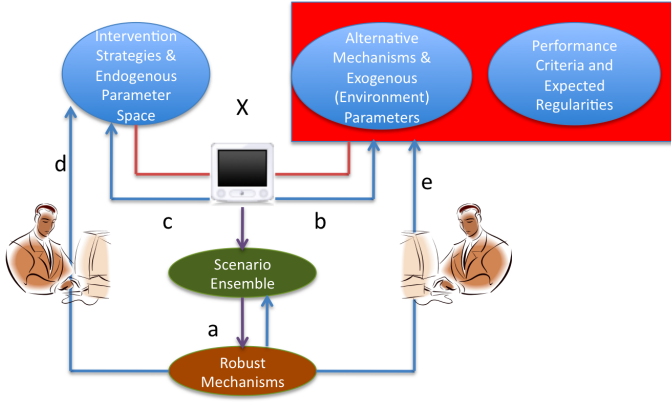 Intervention
Strategies &
Endogenous
Parameter
Space
Alternative
Mechanisms &
Exogenous
(Environment)
Parameters
Performance
Criteria and
Expected
Regularities
X
d
e
c
b
Scenario
Ensemble
a
Robust
Mechanisms